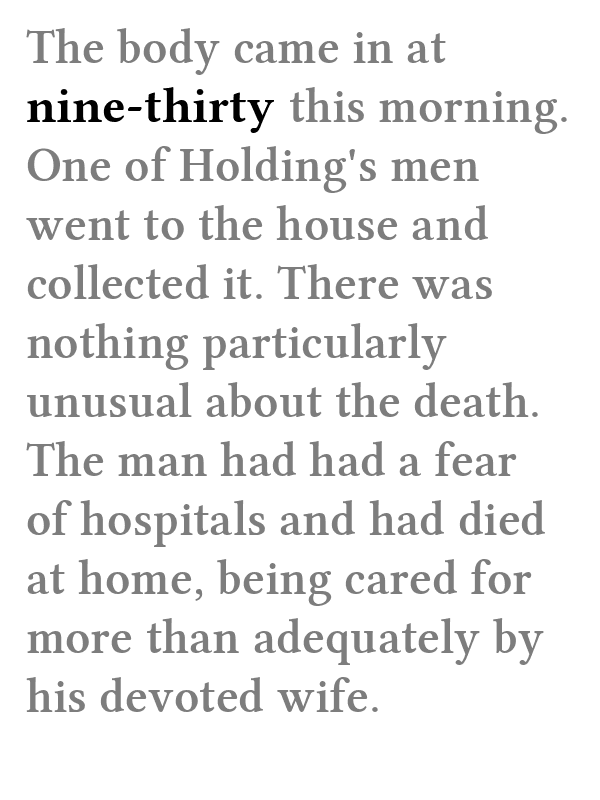 The body came in at
nine-thirty this morning.
One of Holding's men
went to the house and
collected it. There was
nothing particularly
unusual about the death.
The man had had a fear
of hospitals and had died
at home, being cared for
more than adequately by
his devoted wife.